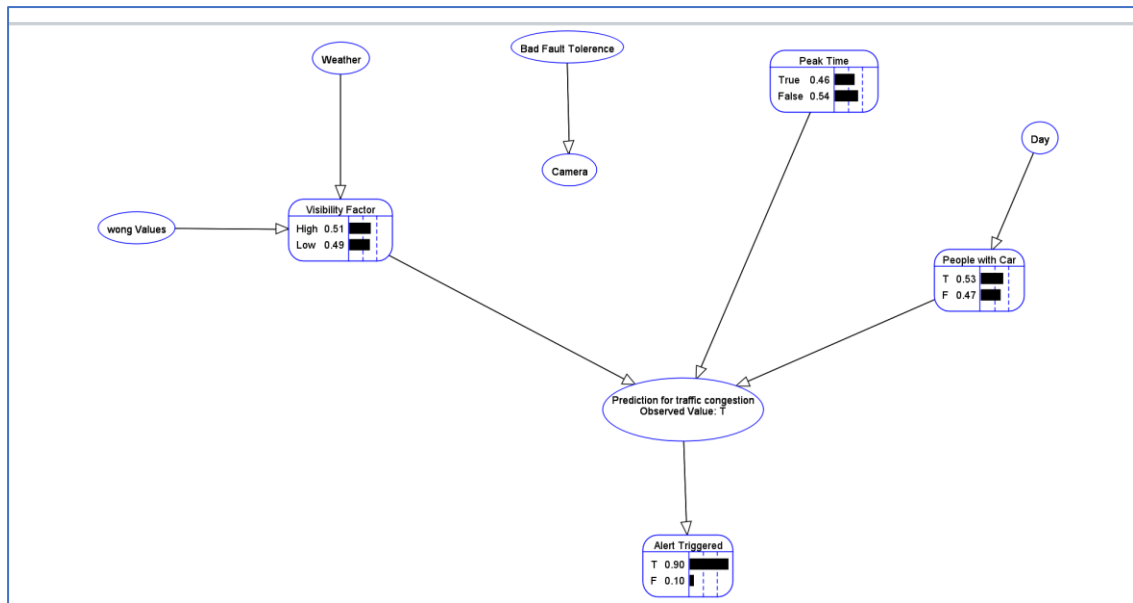 Weather
Bad Fault Tolerence
Peak Time
True 0.46
False 0.54
Camera
Day
wong Values
Visibility Factor
High 0.51
Low 0.49
People with Car
T 0.53
F 0.47
Prediction for traffic congestion
Observed Value: T
Alert Triggered
T 0.90
F 0.10